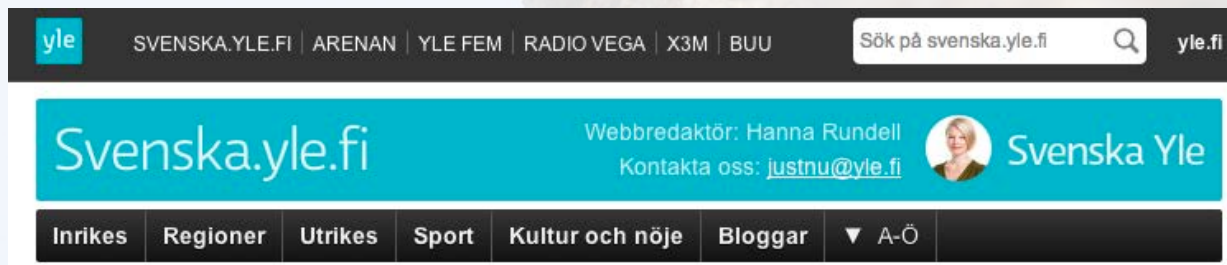 yle SVENSKA.YLE.FI ARENAN YLE FEM RADIO VEGA X3M BUU Sök på svenska.yle.fi yle.fi
Svenska.yle.fi
Webbredaktör: Hanna Rundell
Kontakta oss: justnu@yle.fi
Svenska Yle
Inrikes Regioner Utrikes Sport Kultur och nöje Bloggar ▼ A-Ö